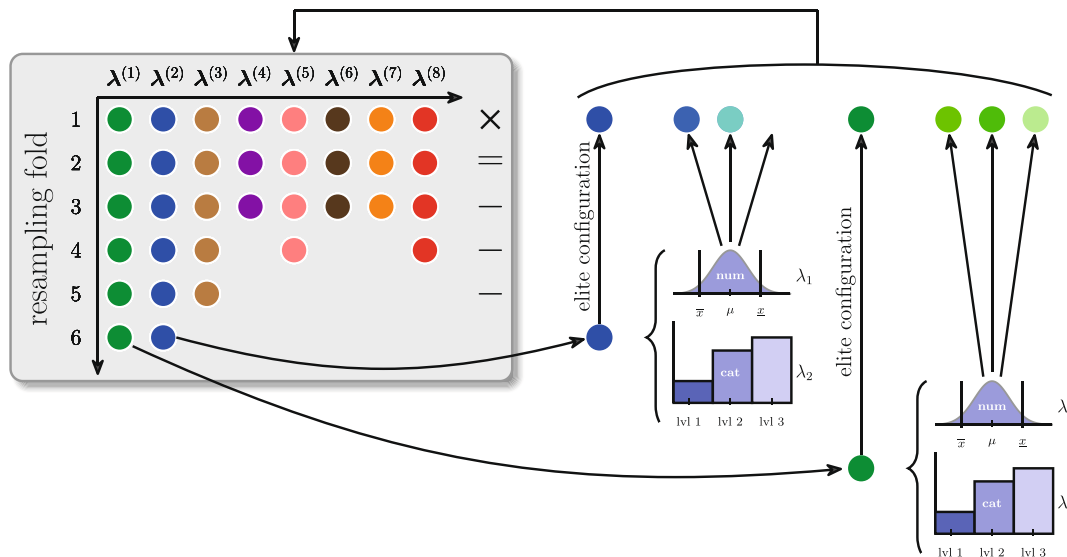 λ(1) λ(2) λ(3) λ(4) λ(5) λ(6) λ(7) λ(8)
resampling fold
1 ×
2 =
3 −
4 −
5 −
6
elite configuration
num λ1
x̅ μ x̲
cat λ2
lvl 1 lvl 2 lvl 3
elite configuration
num λ
x̅ μ x̲
cat λ
lvl 1 lvl 2 lvl 3